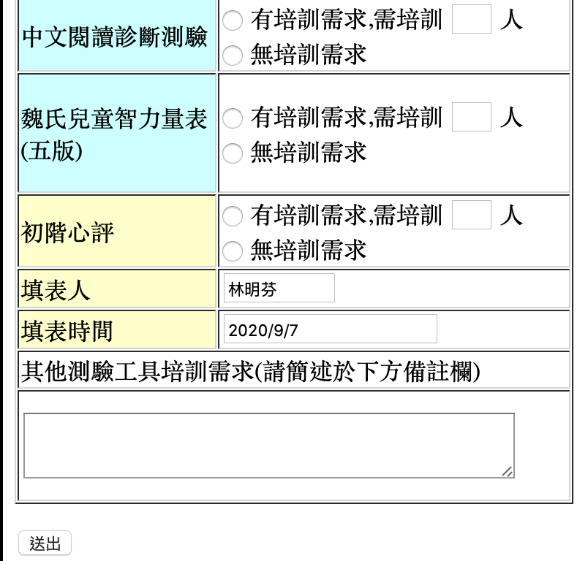 中文閱讀診斷測驗
有培訓需求,需培訓 人
無培訓需求
魏氏兒童智力量表
(五版)
有培訓需求,需培訓 人
無培訓需求
初階心評
有培訓需求,需培訓 人
無培訓需求
填表人
林明芬
填表時間
2020/9/7
其他測驗工具培訓需求(請簡述於下方備註欄)
送出